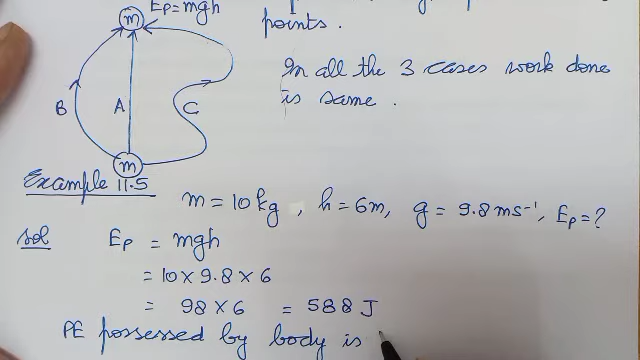 m
Ep = mgh
points.
In all the 3 cases work done
is same.
B
A
C
m
Example 11.5
m = 10 kg, h = 6m, g = 9.8 ms⁻¹, Ep = ?
sol
Ep = mgh
= 10 × 9.8 × 6
= 98 × 6 = 588 J
PE possessed by body is